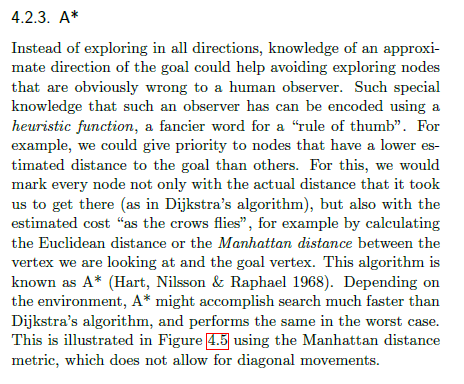 4.2.3. A*
Instead of exploring in all directions, knowledge of an approxi-
mate direction of the goal could help avoiding exploring nodes
that are obviously wrong to a human observer. Such special
knowledge that such an observer has can be encoded using a
heuristic function, a fancier word for a “rule of thumb”. For
example, we could give priority to nodes that have a lower es-
timated distance to the goal than others. For this, we would
mark every node not only with the actual distance that it took
us to get there (as in Dijkstra’s algorithm), but also with the
estimated cost “as the crows flies”, for example by calculating
the Euclidean distance or the Manhattan distance between the
vertex we are looking at and the goal vertex. This algorithm is
known as A* (Hart, Nilsson & Raphael 1968). Depending on
the environment, A* might accomplish search much faster than
Dijkstra’s algorithm, and performs the same in the worst case.
This is illustrated in Figure 4.5 using the Manhattan distance
metric, which does not allow for diagonal movements.